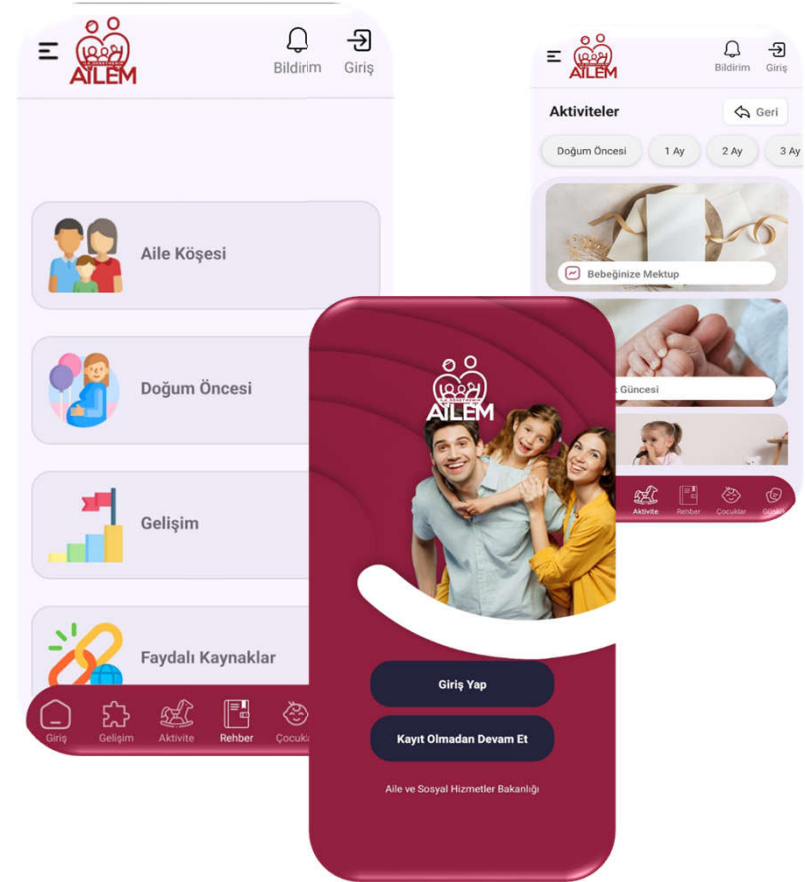 AİLEM
Bildirim
Giriş
Aile Köşesi
Doğum Öncesi
Gelişim
Faydalı Kaynaklar
Giriş
Gelişim
Aktivite
Rehber
AİLEM
Giriş Yap
Kayıt Olmadan Devam Et
Aile ve Sosyal Hizmetler Bakanlığı
AİLEM
Bildirim
Giriş
Aktiviteler
Geri
Doğum Öncesi
1 Ay
2 Ay
3 Ay
Bebeğinize Mektup
Güncesi
Aktivite
Rehber
Çocuklar